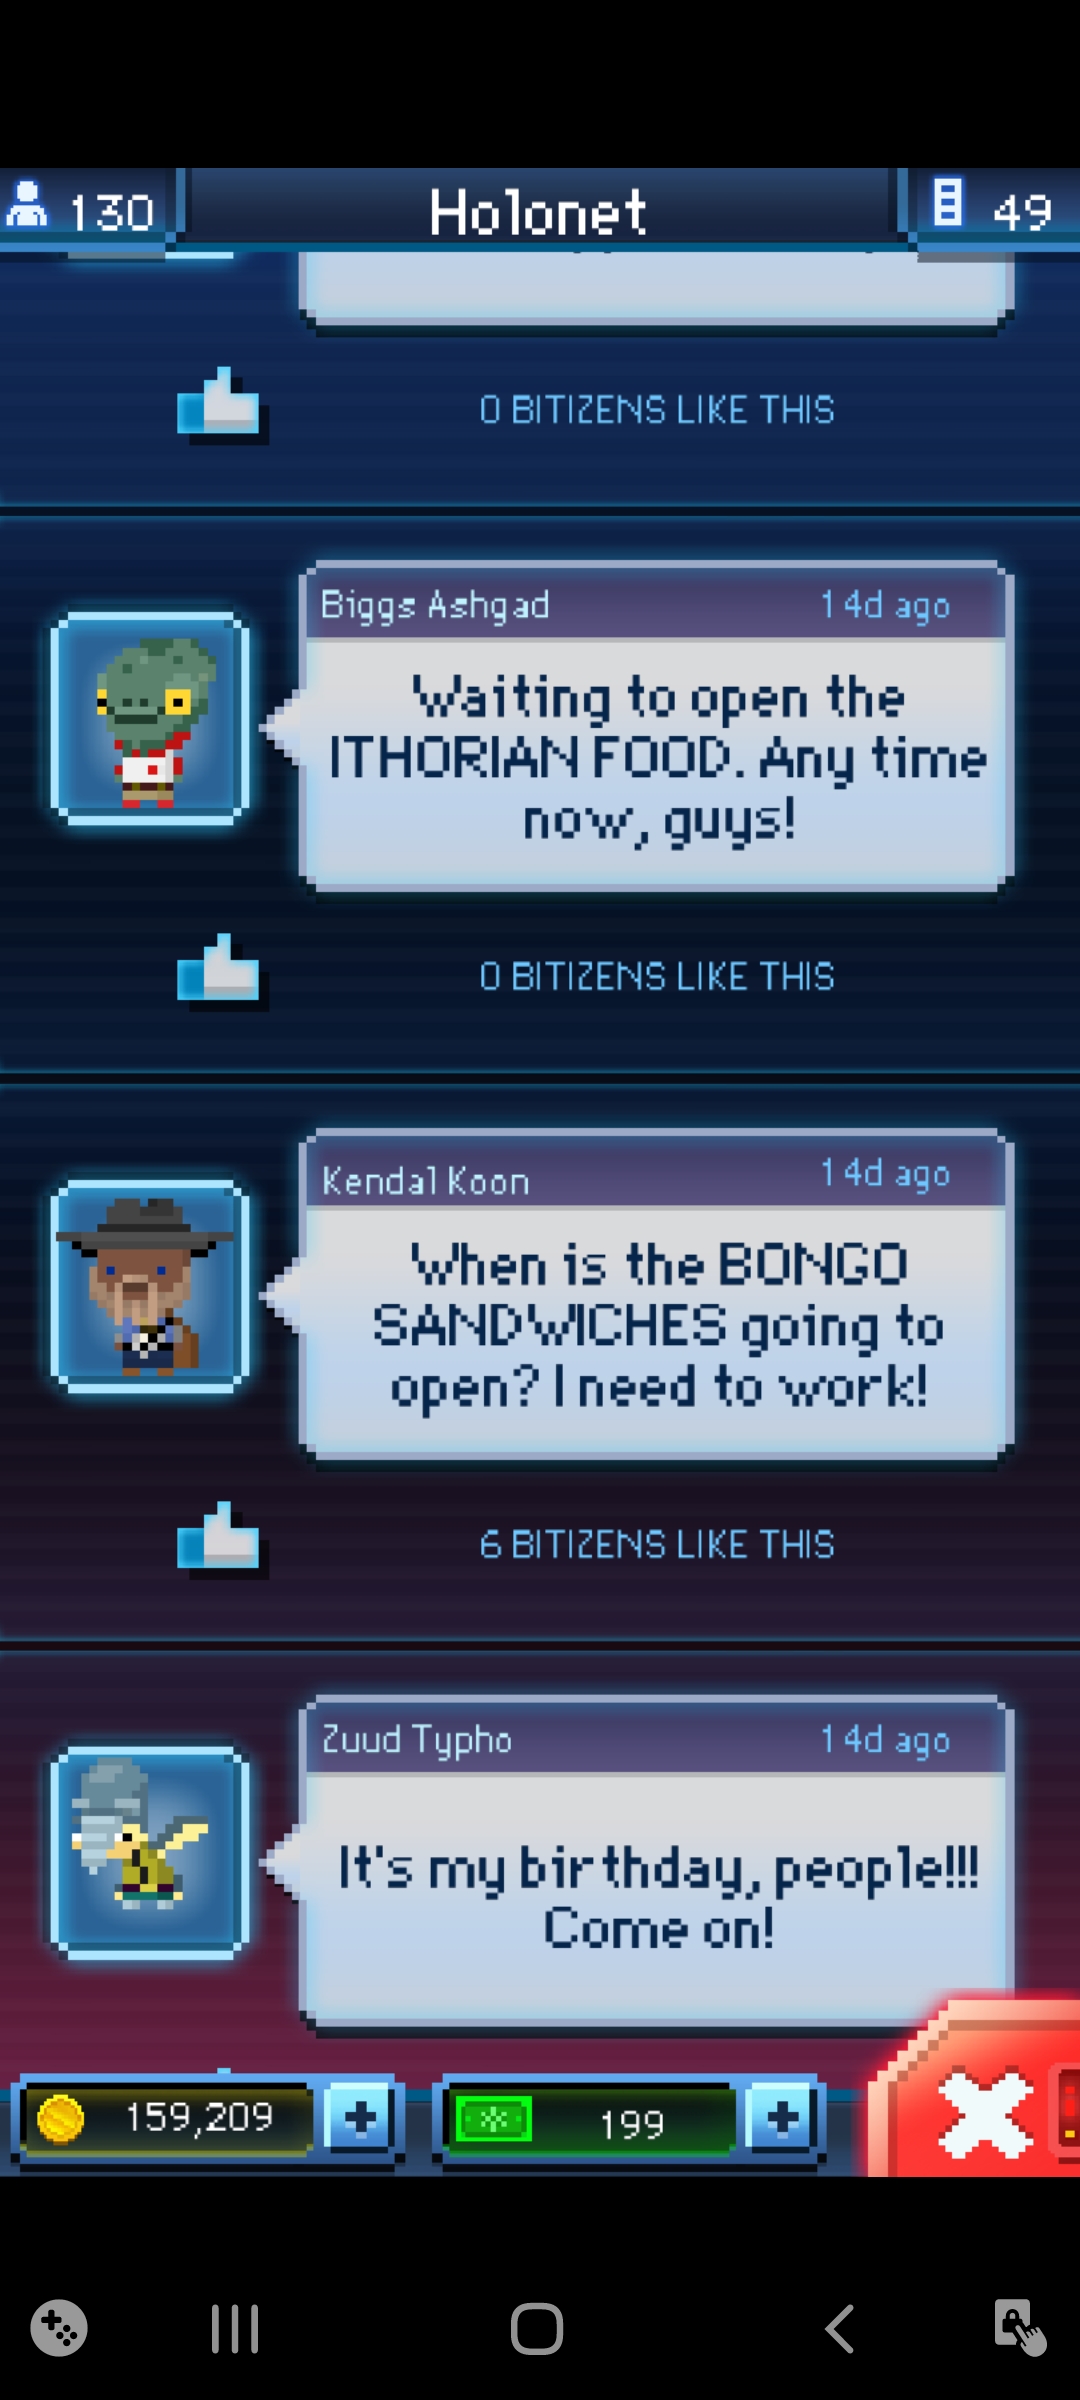 130
Holonet
49
0 BITIZENS LIKE THIS
Biggs Ashgad
14d ago
Waiting to open the
ITHORIAN FOOD. Any time
now, guys!
0 BITIZENS LIKE THIS
Kendal Koon
14d ago
When is the BONGO
SANDWICHES going to
open? I need to work!
6 BITIZENS LIKE THIS
Zuud Typho
14d ago
It's my birthday, people!!!
Come on!
159,209
199